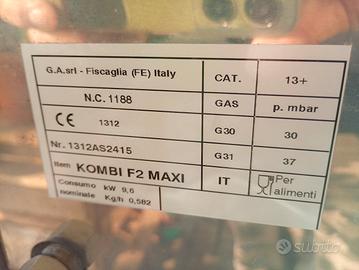 G.A.srl - Fiscaglia (FE) Italy CAT. 13+
N.C. 1188 GAS p. mbar
CE 1312 G30 30
Nr. 1312AS2415 G31 37
Item KOMBI F2 MAXI IT Per alimenti
Consumo nominale kW 9,6
Kg/h 0,582
subito